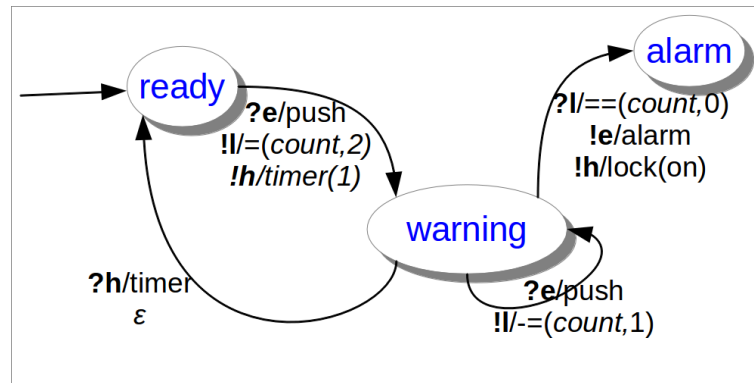 ready
?e/push
!l/=(count,2)
!h/timer(1)
alarm
?l/==(count,0)
!e/alarm
!h/lock(on)
warning
?h/timer
ε
?e/push
!l/-=(count,1)